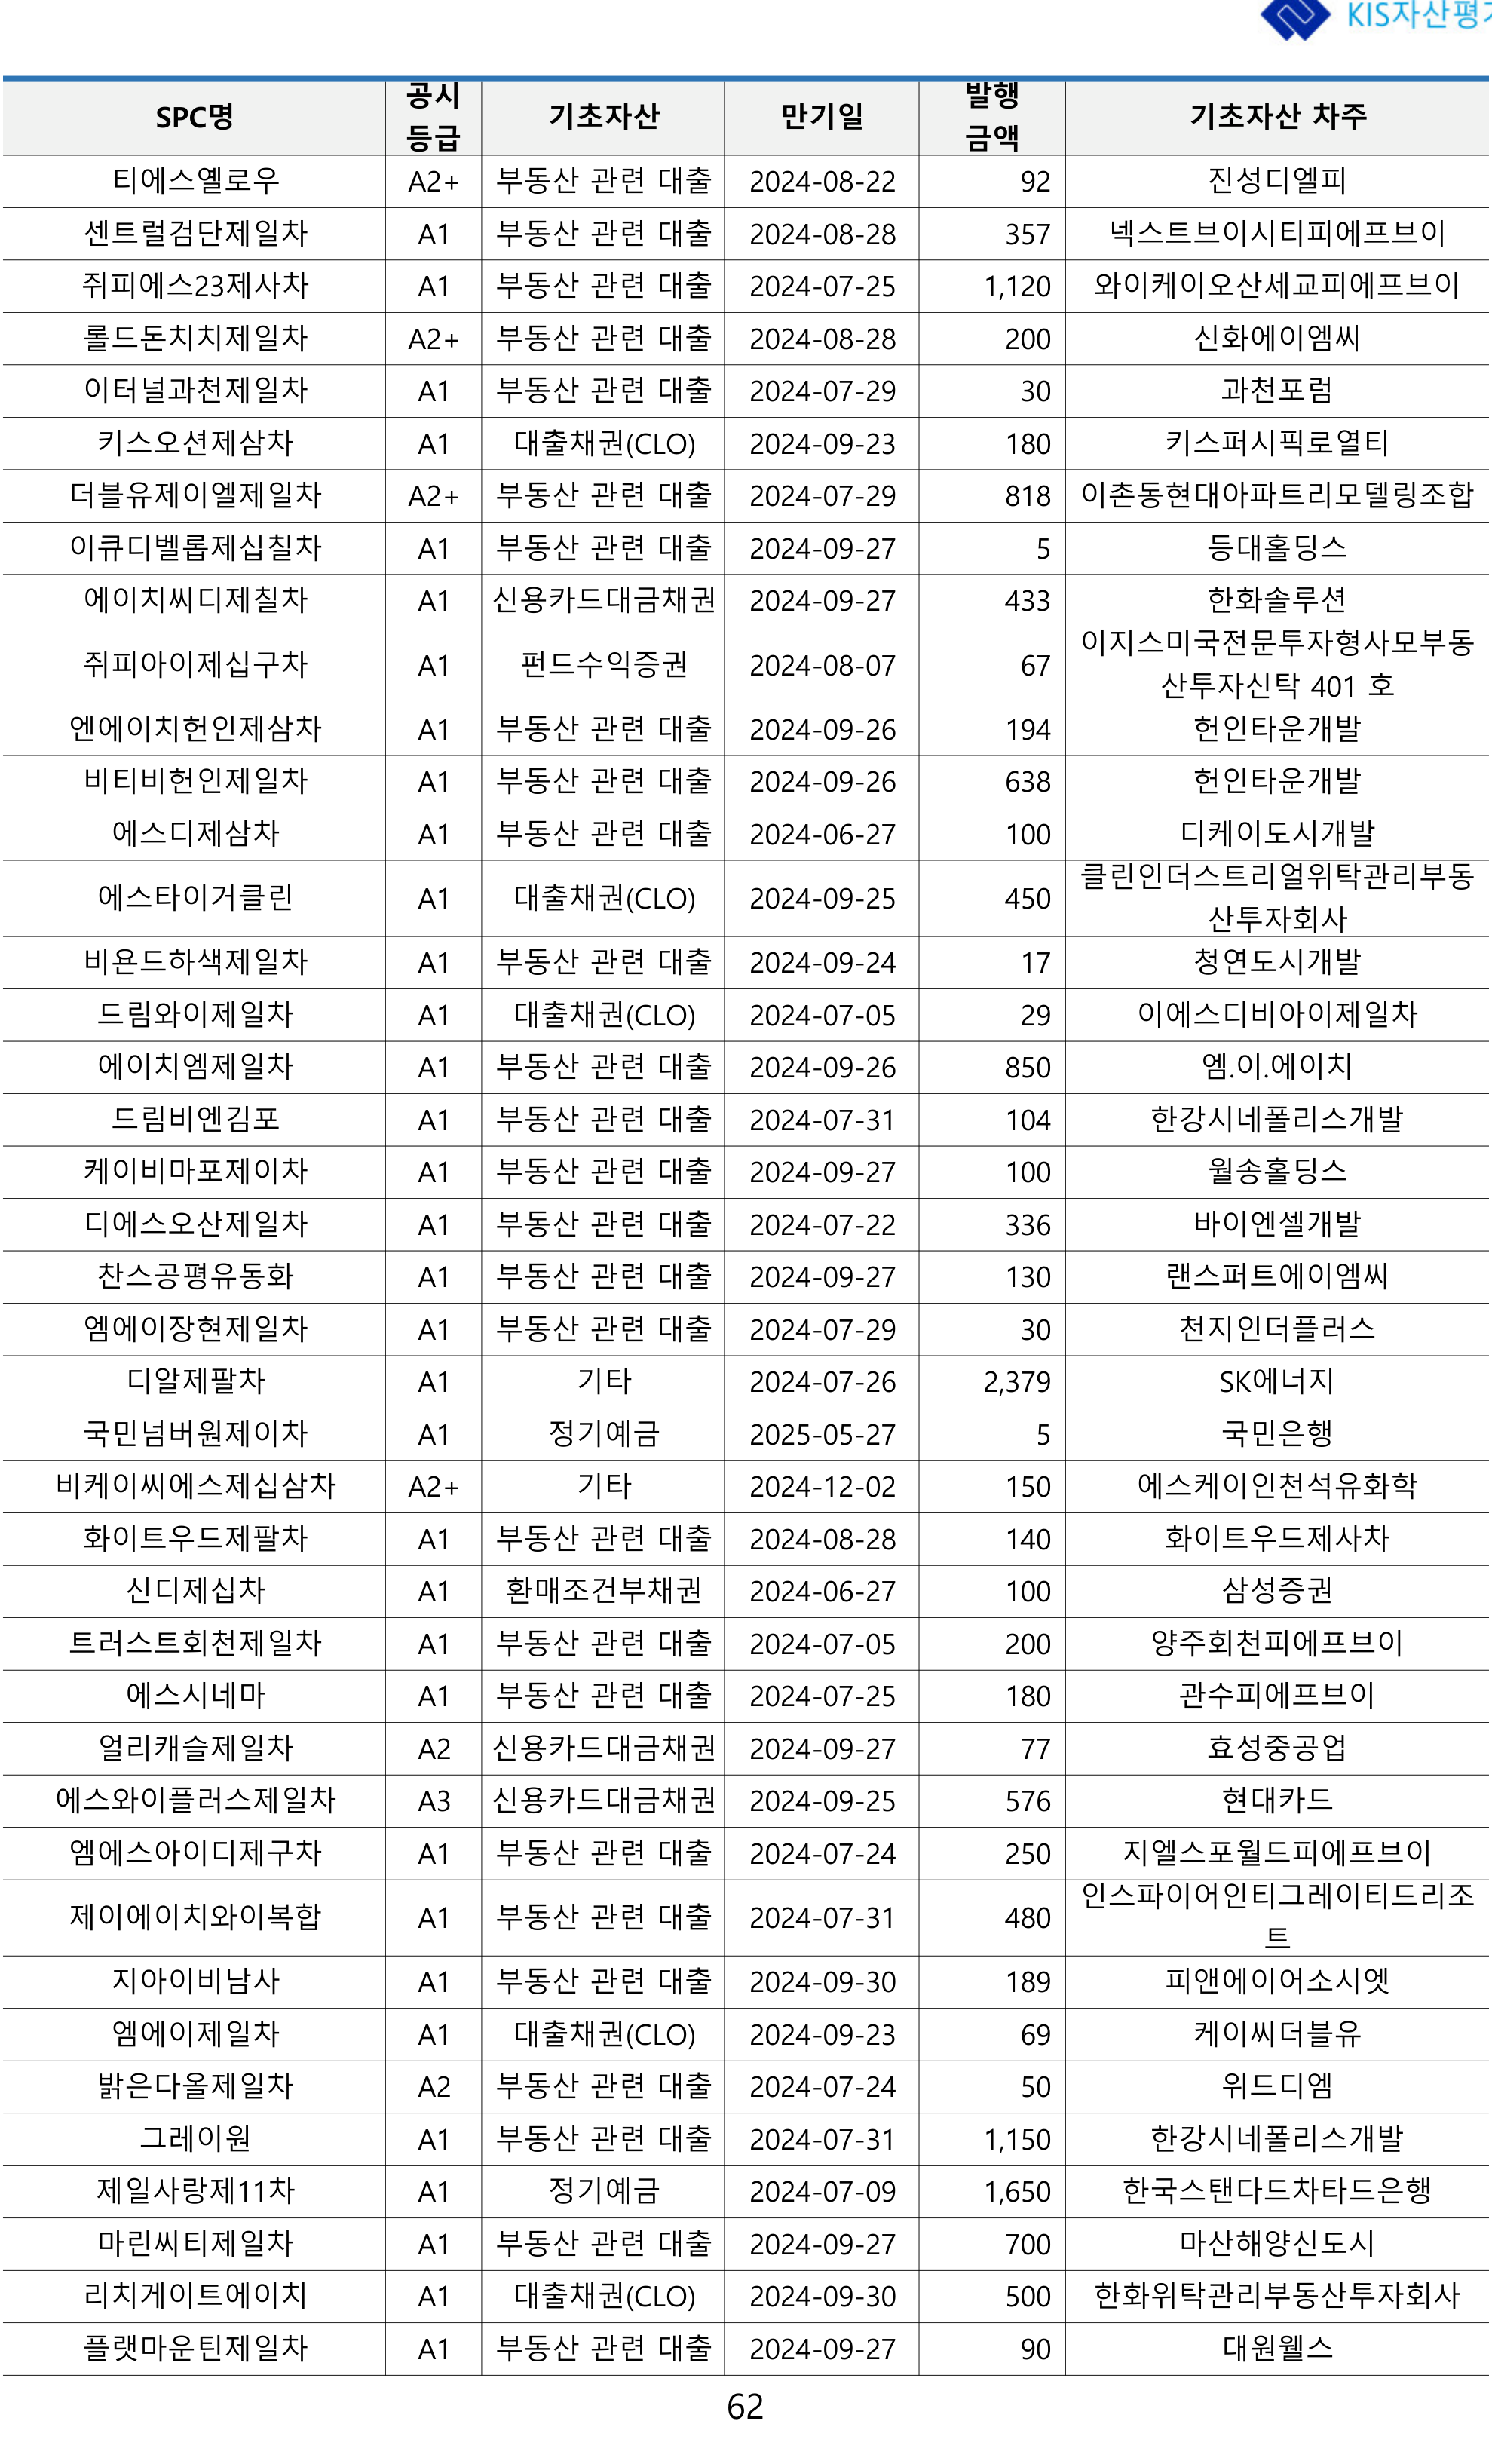 KIS자산평가
SPC명 공시 등급 기초자산 만기일 발행 금액 기초자산 차주
티에스옐로우 A2+ 부동산 관련 대출 2024-08-22 92 진성디엘피
센트럴검단제일차 A1 부동산 관련 대출 2024-08-28 357 넥스트브이시티피에프브이
쥐피에스23제사차 A1 부동산 관련 대출 2024-07-25 1,120 와이케이오산세교피에프브이
롤드돈치치제일차 A2+ 부동산 관련 대출 2024-08-28 200 신화에이엠씨
이터널과천제일차 A1 부동산 관련 대출 2024-07-29 30 과천포럼
키스오션제삼차 A1 대출채권(CLO) 2024-09-23 180 키스퍼시픽로열티
더블유제이엘제일차 A2+ 부동산 관련 대출 2024-07-29 818 이촌동현대아파트리모델링조합
이큐디벨롭제십칠차 A1 부동산 관련 대출 2024-09-27 5 등대홀딩스
에이치씨디제칠차 A1 신용카드대금채권 2024-09-27 433 한화솔루션
쥐피아이제십구차 A1 펀드수익증권 2024-08-07 67 이지스미국전문투자형사모부동
산투자신탁 401 호
엔에이치헌인제삼차 A1 부동산 관련 대출 2024-09-26 194 헌인타운개발
비티비헌인제일차 A1 부동산 관련 대출 2024-09-26 638 헌인타운개발
에스디제삼차 A1 부동산 관련 대출 2024-06-27 100 디케이도시개발
에스타이거클린 A1 대출채권(CLO) 2024-09-25 450 클린인더스트리얼위탁관리부동
산투자회사
비욘드하색제일차 A1 부동산 관련 대출 2024-09-24 17 청연도시개발
드림와이제일차 A1 대출채권(CLO) 2024-07-05 29 이에스디비아이제일차
에이치엠제일차 A1 부동산 관련 대출 2024-09-26 850 엠.이.에이치
드림비엔김포 A1 부동산 관련 대출 2024-07-31 104 한강시네폴리스개발
케이비마포제이차 A1 부동산 관련 대출 2024-09-27 100 월송홀딩스
디에스오산제일차 A1 부동산 관련 대출 2024-07-22 336 바이엔셀개발
찬스공평유동화 A1 부동산 관련 대출 2024-09-27 130 랜스퍼트에이엠씨
엠에이장현제일차 A1 부동산 관련 대출 2024-07-29 30 천지인더플러스
디알제팔차 A1 기타 2024-07-26 2,379 SK에너지
국민넘버원제이차 A1 정기예금 2025-05-27 5 국민은행
비케이씨에스제십삼차 A2+ 기타 2024-12-02 150 에스케이인천석유화학
화이트우드제팔차 A1 부동산 관련 대출 2024-08-28 140 화이트우드제사차
신디제십차 A1 환매조건부채권 2024-06-27 100 삼성증권
트러스트회천제일차 A1 부동산 관련 대출 2024-07-05 200 양주회천피에프브이
에스시네마 A1 부동산 관련 대출 2024-07-25 180 관수피에프브이
얼리캐슬제일차 A2 신용카드대금채권 2024-09-27 77 효성중공업
에스와이플러스제일차 A3 신용카드대금채권 2024-09-25 576 현대카드
엠에스아이디제구차 A1 부동산 관련 대출 2024-07-24 250 지엘스포월드피에프브이
제이에이치와이복합 A1 부동산 관련 대출 2024-07-31 480 인스파이어인티그레이티드리조
트
지아이비남사 A1 부동산 관련 대출 2024-09-30 189 피앤에이어소시엣
엠에이제일차 A1 대출채권(CLO) 2024-09-23 69 케이씨더블유
밝은다올제일차 A2 부동산 관련 대출 2024-07-24 50 위드디엠
그레이원 A1 부동산 관련 대출 2024-07-31 1,150 한강시네폴리스개발
제일사랑제11차 A1 정기예금 2024-07-09 1,650 한국스탠다드차타드은행
마린씨티제일차 A1 부동산 관련 대출 2024-09-27 700 마산해양신도시
리치게이트에이치 A1 대출채권(CLO) 2024-09-30 500 한화위탁관리부동산투자회사
플랫마운틴제일차 A1 부동산 관련 대출 2024-09-27 90 대원웰스
62